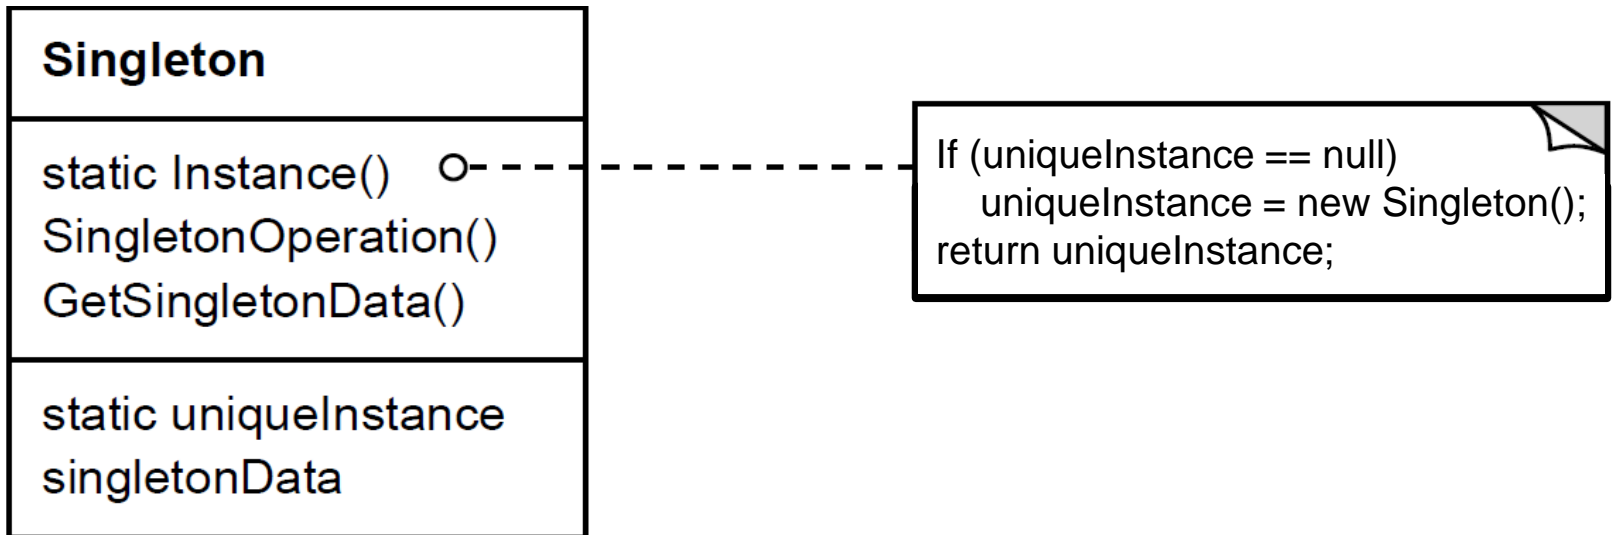 Singleton
static Instance()
SingletonOperation()
GetSingletonData()
static uniqueInstance
singletonData
If (uniqueInstance == null)
uniqueInstance = new Singleton();
return uniqueInstance;